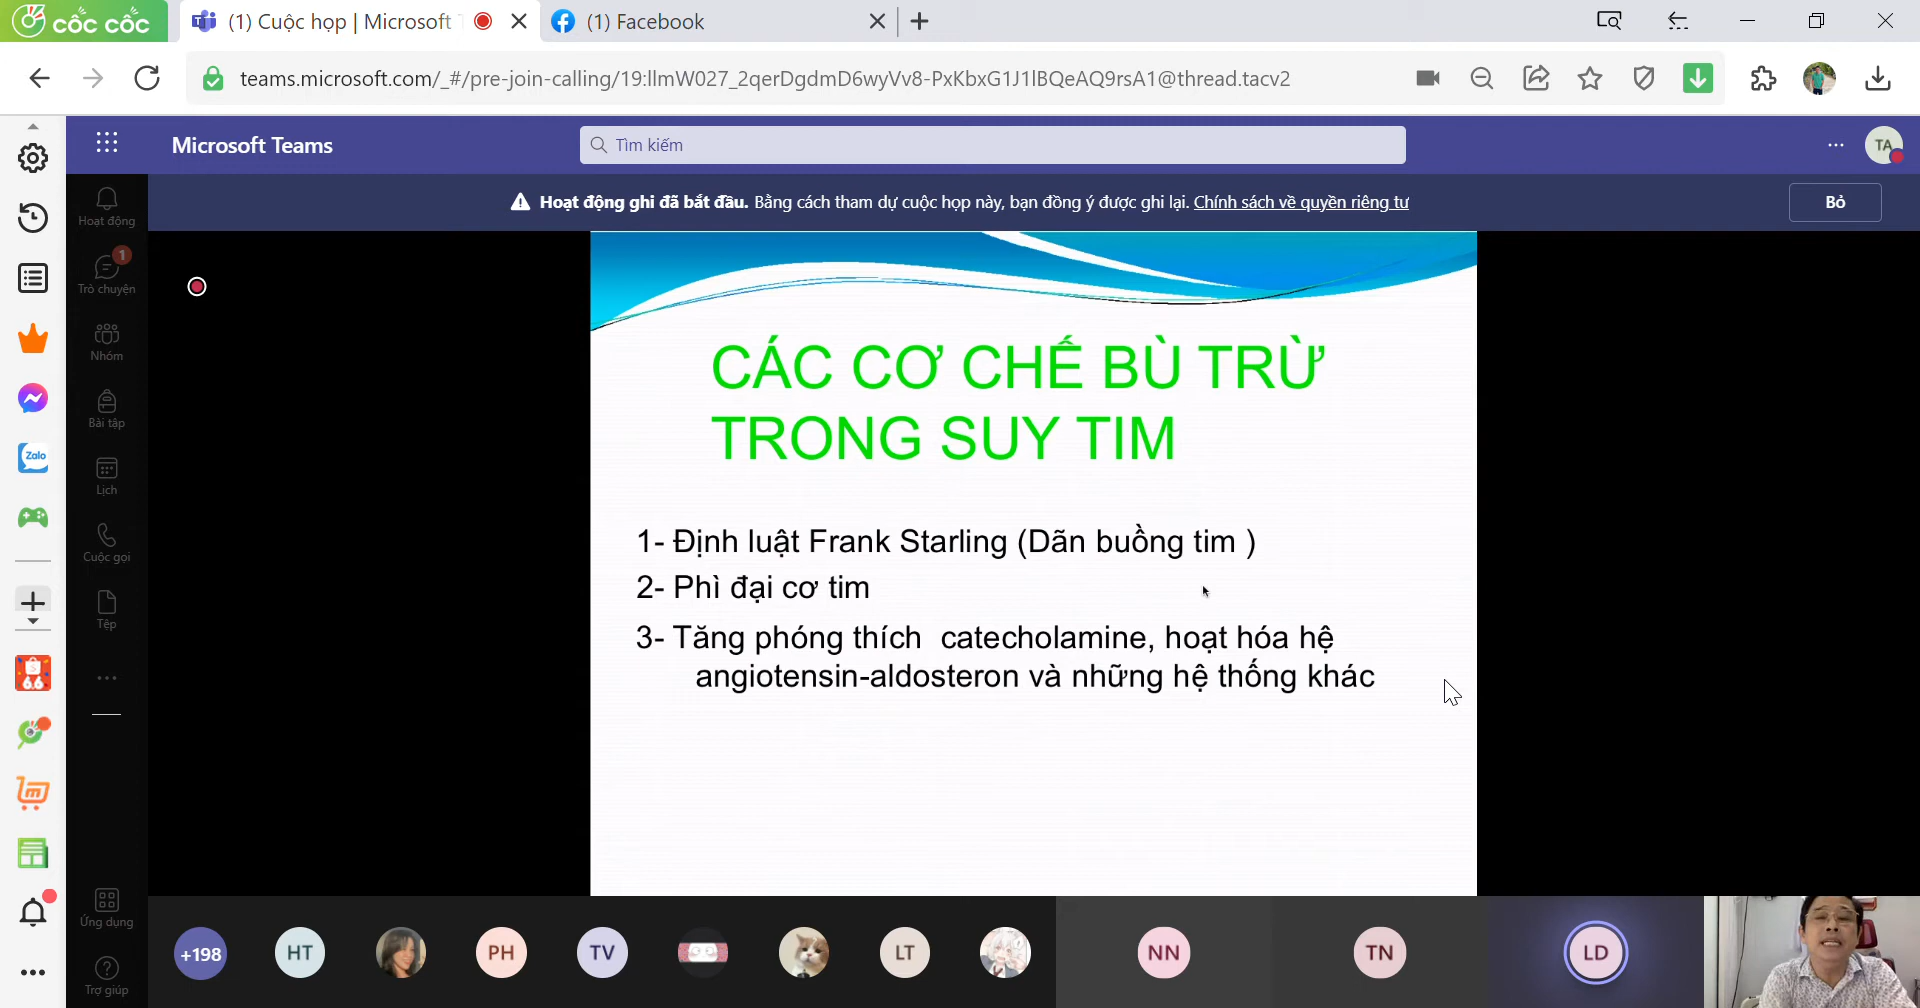 cốc cốc
(1) Cuộc họp | Microsoft T
(1) Facebook
teams.microsoft.com/_#/pre-join-calling/19:llmW027_2qerDgdmD6wyVv8-PxKbxG1J1lBQeAQ9rsA1@thread.tacv2
Microsoft Teams
Tìm kiếm
TA
Hoạt động ghi đã bắt đầu. Bằng cách tham dự cuộc họp này, bạn đồng ý được ghi lại. Chính sách về quyền riêng tư
Bỏ
Hoạt động
1
Trò chuyện
Nhóm
Bài tập
Lịch
Cuộc gọi
Tệp
Ứng dụng
Trợ giúp
Zalo
6.6
CÁC CƠ CHẾ BÙ TRỪ
TRONG SUY TIM
1- Định luật Frank Starling (Dãn buồng tim )
2- Phì đại cơ tim
3- Tăng phóng thích catecholamine, hoạt hóa hệ
angiotensin-aldosteron và những hệ thống khác
+198
HT
PH
TV
LT
NN
TN
LD